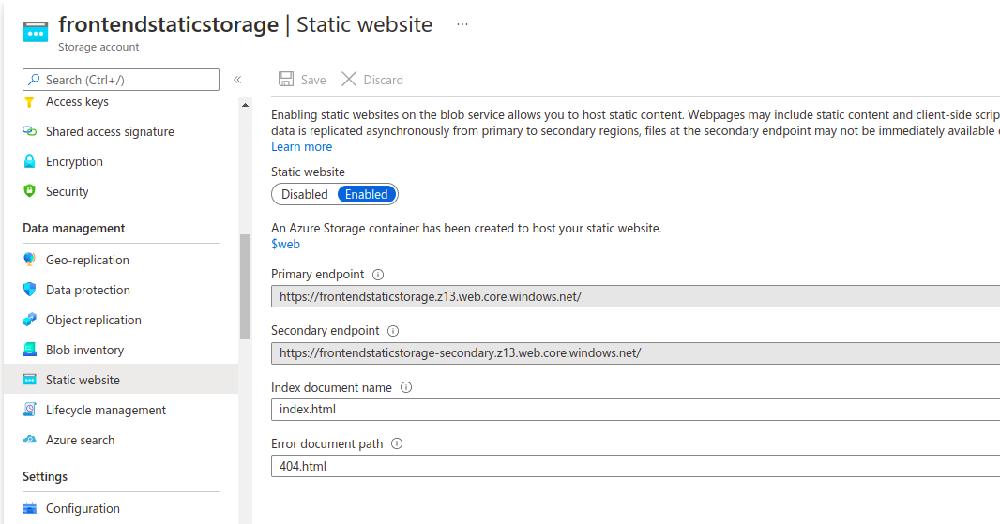 frontendstaticstorage | Static website ...
Storage account
Search (Ctrl+/)
«
Access keys
Shared access signature
Encryption
Security
Data management
Geo-replication
Data protection
Object replication
Blob inventory
Static website
Lifecycle management
Azure search
Settings
Configuration
Save
Discard
Enabling static websites on the blob service allows you to host static content. Webpages may include static content and client-side scrip
data is replicated asynchronously from primary to secondary regions, files at the secondary endpoint may not be immediately available
Learn more
Static website
Disabled Enabled
An Azure Storage container has been created to host your static website.
$web
Primary endpoint
https://frontendstaticstorage.z13.web.core.windows.net/
Secondary endpoint
https://frontendstaticstorage-secondary.z13.web.core.windows.net/
Index document name
index.html
Error document path
404.html